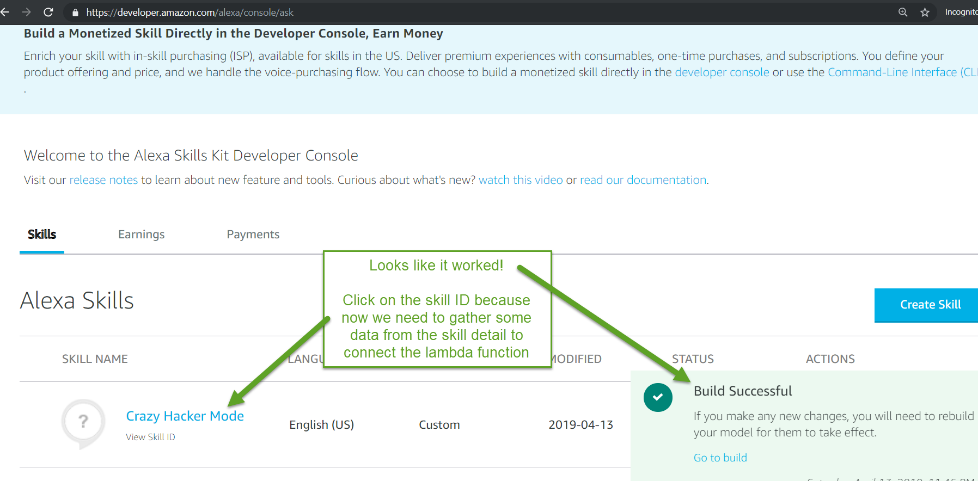 https://developer.amazon.com/alexa/console/ask
Incognito
Build a Monetized Skill Directly in the Developer Console, Earn Money
Enrich your skill with in-skill purchasing (ISP), available for skills in the US. Deliver premium experiences with consumables, one-time purchases, and subscriptions. You define your
product offering and price, and we handle the voice-purchasing flow. You can choose to build a monetized skill directly in the developer console or use the Command-Line Interface (CLI
.
Welcome to the Alexa Skills Kit Developer Console
Visit our release notes to learn about new feature and tools. Curious about what's new? watch this video or read our documentation.
Skills
Earnings
Payments
Looks like it worked!
Click on the skill ID because
now we need to gather some
data from the skill detail to
connect the lambda function
Alexa Skills
Create Skill
SKILL NAME
LANGU
MODIFIED
STATUS
ACTIONS
?
Crazy Hacker Mode
View Skill ID
English (US)
Custom
2019-04-13
Build Successful
If you make any new changes, you will need to rebuild
your model for them to take effect.
Go to build